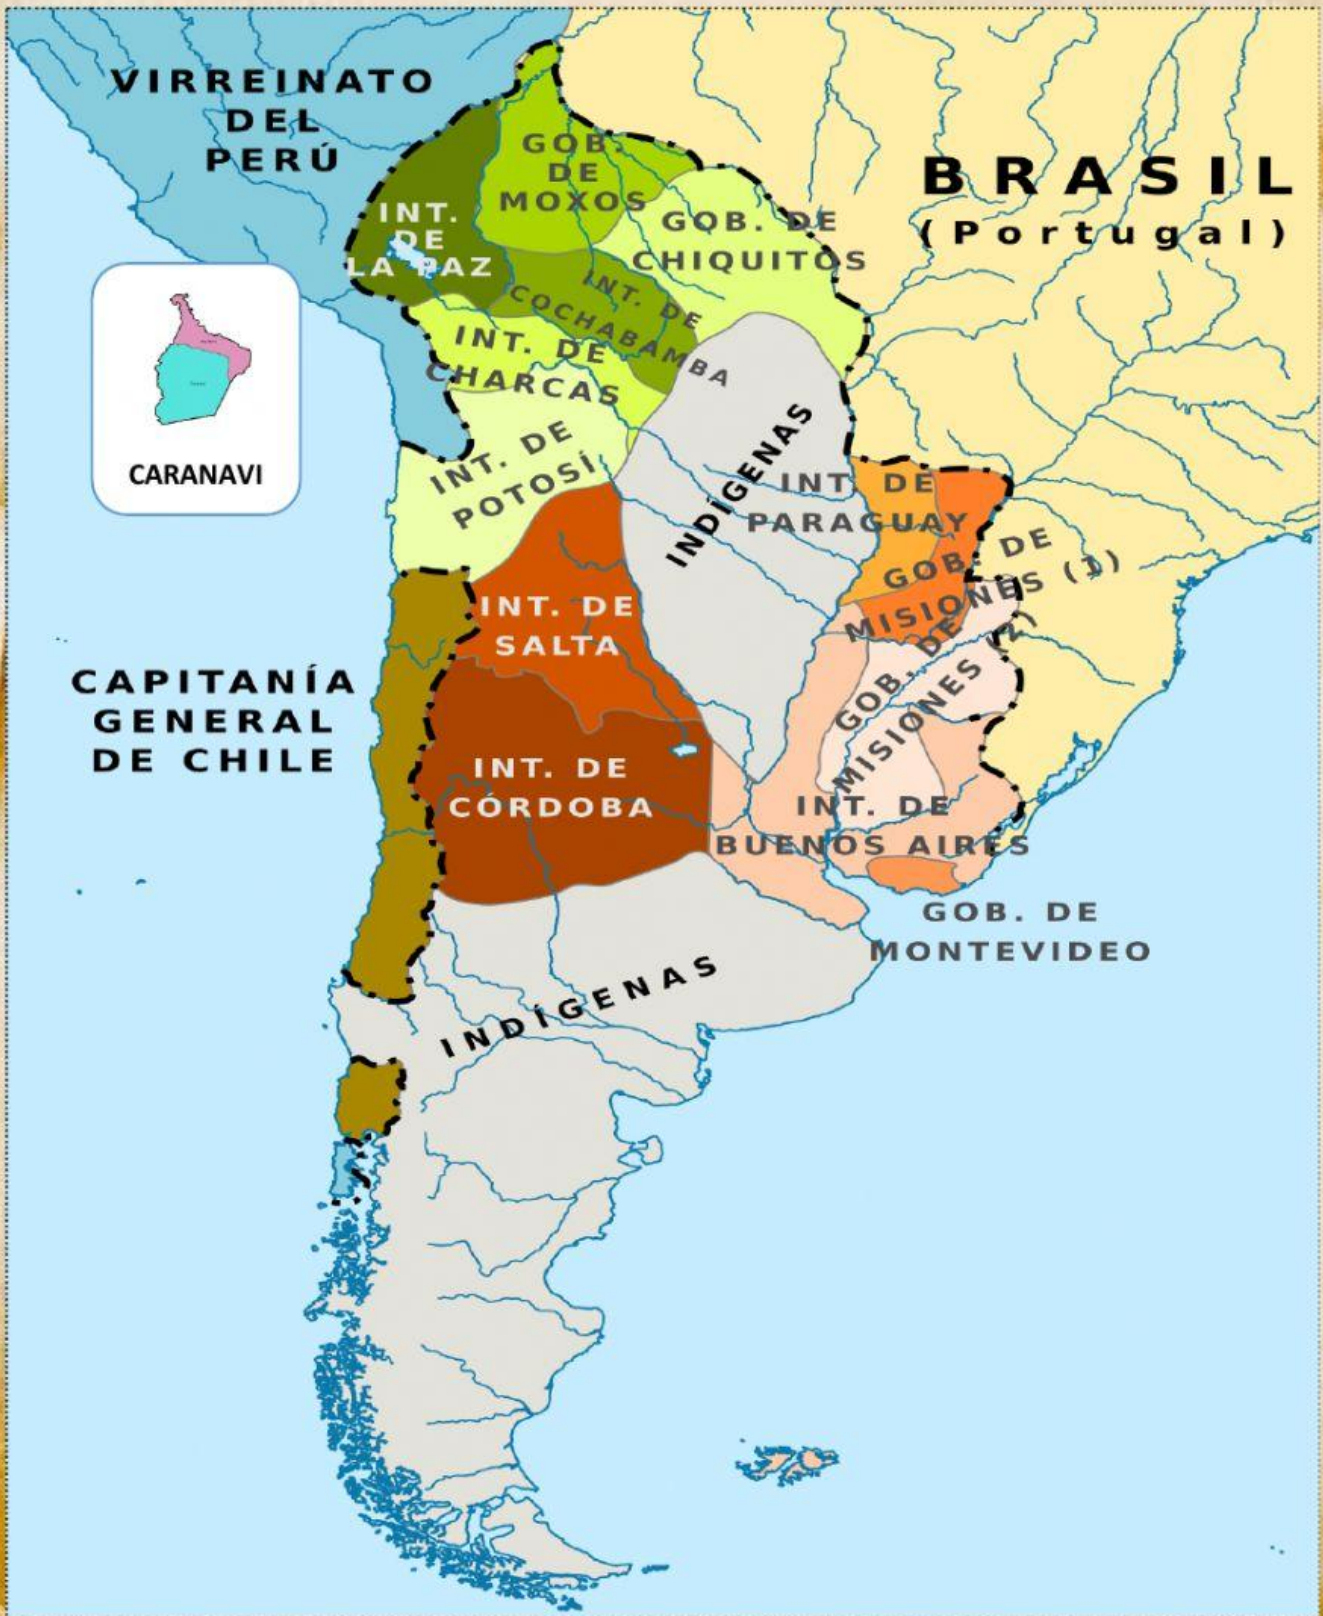 VIRREINATO
DEL
PERÚ
BRASIL
(Portugal)
GOB.
DE
MOXOS
INT.
DE
LA PAZ
GOB. DE
CHIQUITOS
INT. DE
COCHABAMBA
INT. DE
CHARCAS
CARANAVI
INT. DE
POTOSÍ
INDÍGENAS
INT. DE
PARAGUAY
GOB. DE
MISIONES (1)
INT. DE
SALTA
GOB. DE
MISIONES (2)
CAPITANÍA
GENERAL
DE CHILE
INT. DE
CÓRDOBA
INT. DE
BUENOS AIRES
GOB. DE
MONTEVIDEO
INDÍGENAS